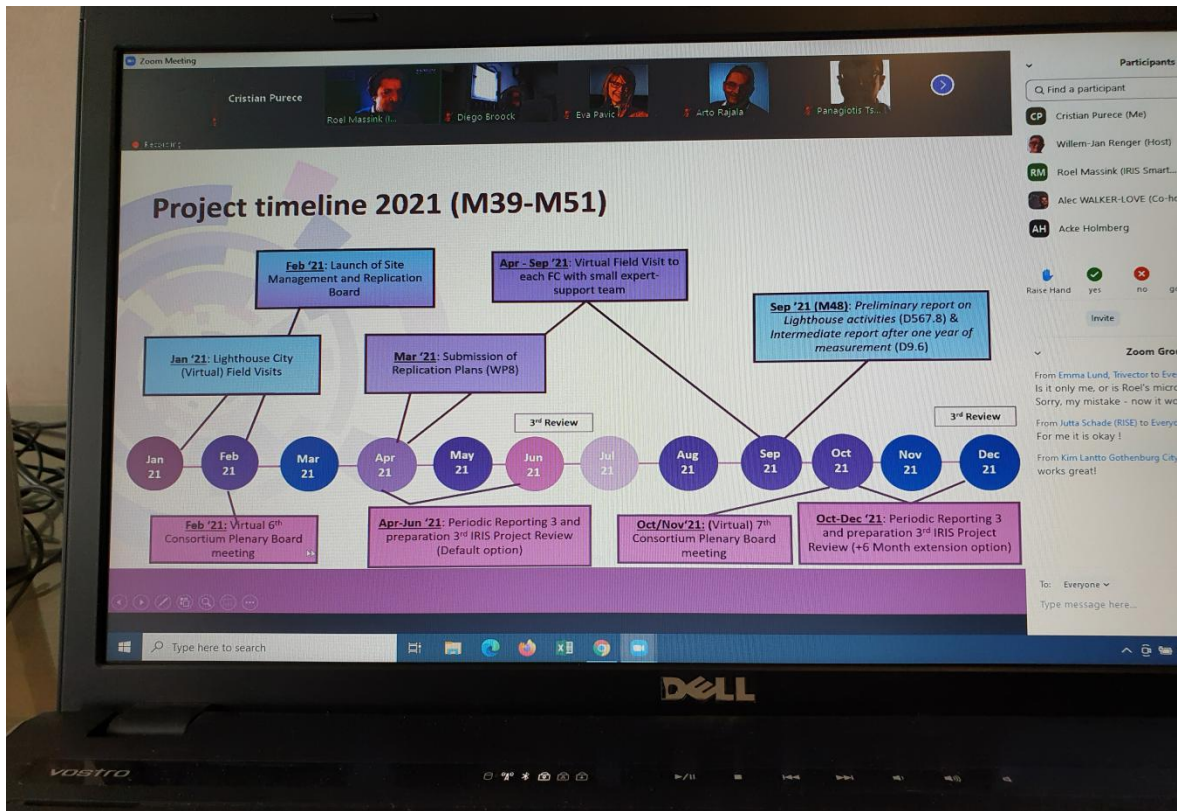 Zoom Meeting
Cristian Purece
Roel Massink (I...
Diego Broock
Eva Pavic
Arto Rajala
Panagiotis Ts...
Recording
Project timeline 2021 (M39-M51)
Feb '21: Launch of Site
Management and Replication
Board
Apr - Sep '21: Virtual Field Visit to
each FC with small expert-
support team
Sep '21 (M48): Preliminary report on
Lighthouse activities (D567.8) &
Intermediate report after one year of
measurement (D9.6)
Jan '21: Lighthouse City
(Virtual) Field Visits
Mar '21: Submission of
Replication Plans (WP8)
3rd Review
3rd Review
Jan
21
Feb
21
Mar
21
Apr
21
May
21
Jun
21
Jul
21
Aug
21
Sep
21
Oct
21
Nov
21
Dec
21
Feb '21: Virtual 6th
Consortium Plenary Board
meeting
Apr-Jun '21: Periodic Reporting 3 and
preparation 3rd IRIS Project Review
(Default option)
Oct/Nov'21: (Virtual) 7th
Consortium Plenary Board
meeting
Oct-Dec '21: Periodic Reporting 3
and preparation 3rd IRIS Project
Review (+6 Month extension option)
Participants
Find a participant
CP Cristian Purece (Me)
Willem-Jan Renger (Host)
RM Roel Massink (IRIS Smart...
Alec WALKER-LOVE (Co-ho
AH Acke Holmberg
Raise Hand yes no
Invite
Zoom Grou
From Emma Lund, Trivector to Eve
Is it only me, or is Roel's micro
Sorry, my mistake - now it wo
From Jutta Schade (RISE) to Everyo
For me it is okay !
From Kim Lantto Gothenburg City
works great!
To: Everyone
Type message here...
Type here to search
DELL
VOSTRO